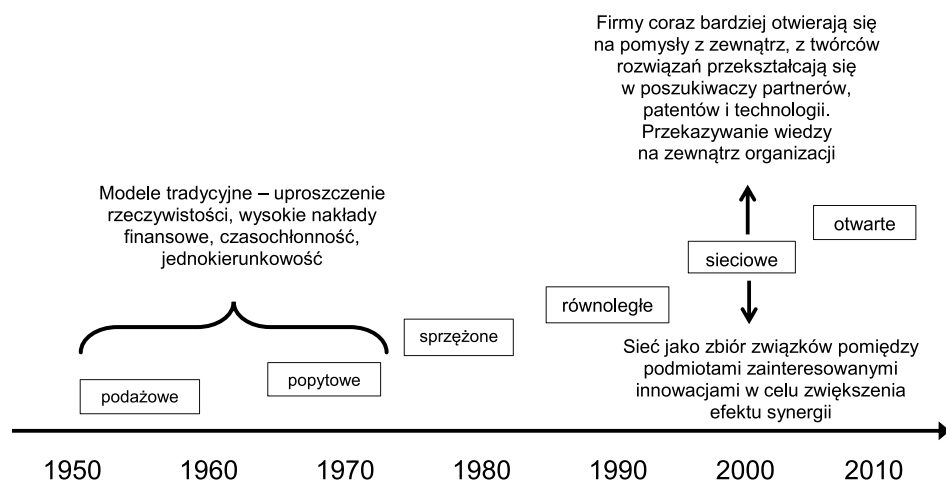 Firmy coraz bardziej otwierają się
na pomysły z zewnątrz, z twórców
rozwiązań przekształcają się
w poszukiwaczy partnerów,
patentów i technologii.
Przekazywanie wiedzy
na zewnątrz organizacji
Modele tradycyjne – uproszczenie
rzeczywistości, wysokie nakłady
finansowe, czasochłonność,
jednokierunkowość
otwarte
sieciowe
równoległe
sprzężone
popytowe
podażowe
Sieć jako zbiór związków pomiędzy
podmiotami zainteresowanymi
innowacjami w celu zwiększenia
efektu synergii
1950 1960 1970 1980 1990 2000 2010